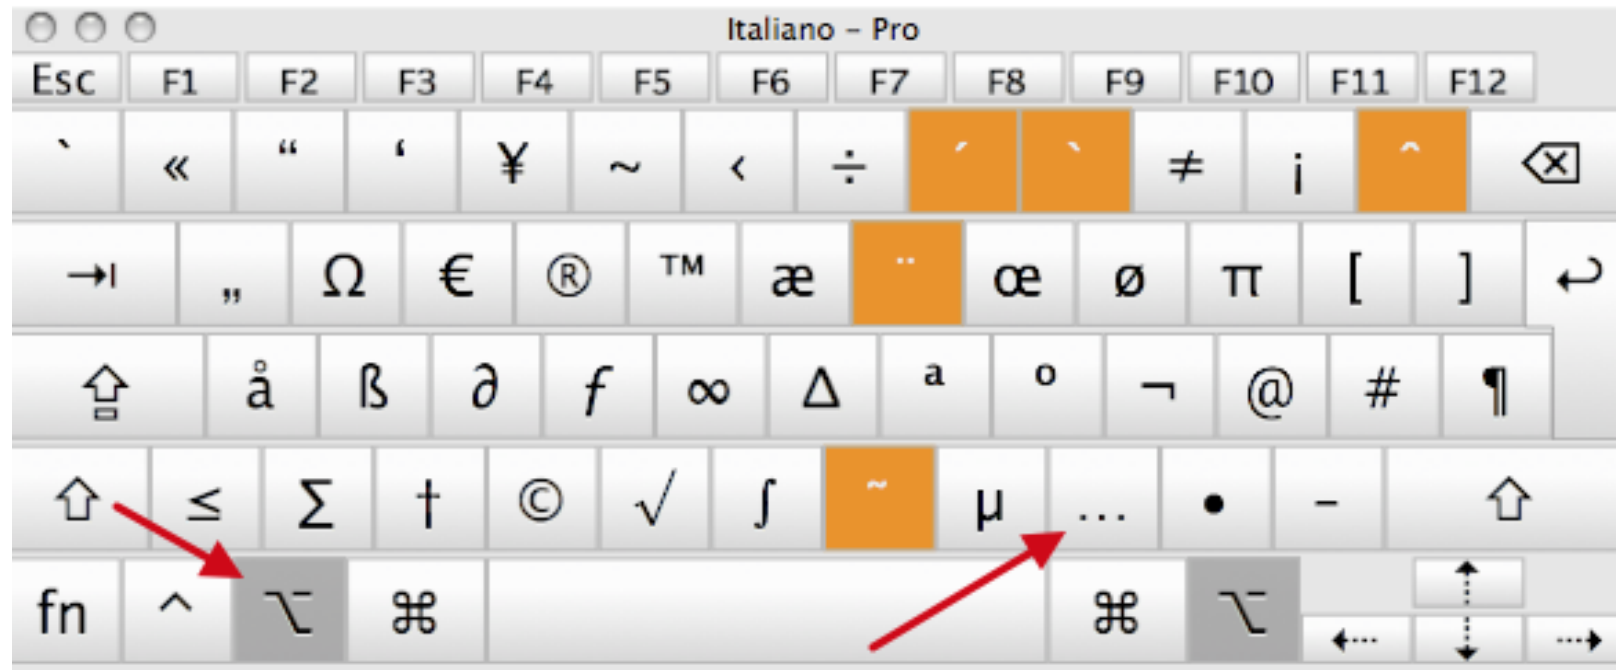 Italiano – Pro
Esc F1 F2 F3 F4 F5 F6 F7 F8 F9 F10 F11 F12
` « “ ‘ ¥ ~ ‹ ÷ ´ ` ≠ ¡ ˆ ⌫
→I „ Ω € ® ™ æ ¨ œ ø π [ ] ↩
⇪ å ß ∂ ƒ ∞ ∆ ª º ¬ @ # ¶
⇧ ≤ ∑ † © √ ∫ ˜ µ … • – ⇧
fn ^ ⌥ ⌘ ⌘ ⌥ ⇠ ⇡ ⇣ ⇢